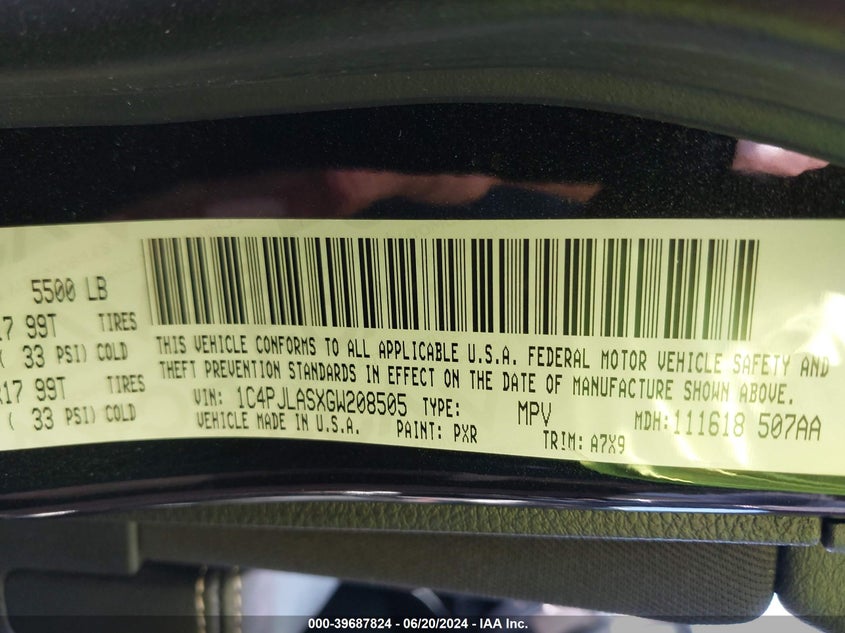 5500 LB
17 99T TIRES
( 33 PSI) COLD
R17 99T TIRES
( 33 PSI) COLD
THIS VEHICLE CONFORMS TO ALL APPLICABLE U.S.A. FEDERAL MOTOR VEHICLE SAFETY AND
THEFT PREVENTION STANDARDS IN EFFECT ON THE DATE OF MANUFACTURE SHOWN ABOVE.
VIN: 1C4PJLASXGW208505 TYPE: MPV MDH: 111618 507AA
VEHICLE MADE IN U.S.A. PAINT: PXR TRIM: A7X9
000-39687824 - 06/20/2024 - IAA Inc.